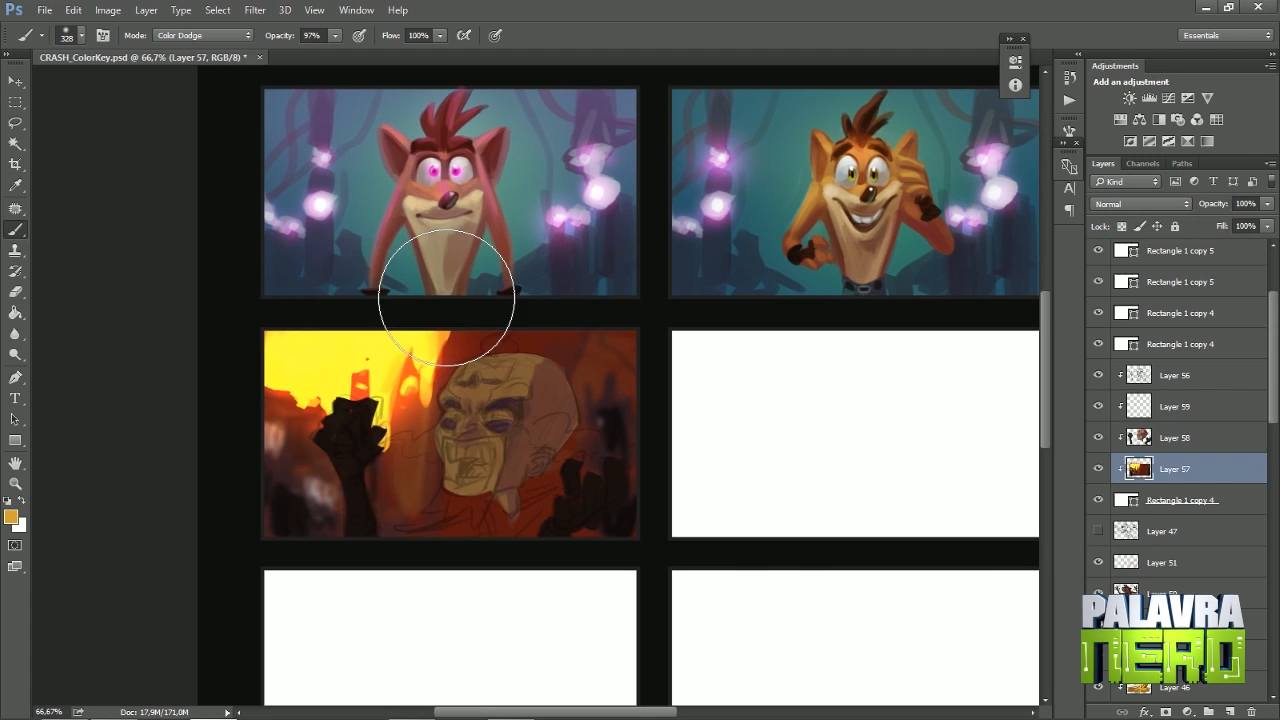 Ps File Edit Image Layer Type Select Filter 3D View Window Help
328 Mode: Color Dodge Opacity: 97% Flow: 100% Essentials
CRASH_ColorKey.psd @ 66,7% (Layer 57, RGB/8) * ×
Adjustments
Add an adjustment
Layers Channels Paths
Kind
Normal Opacity: 100%
Lock: Fill: 100%
Rectangle 1 copy 5
Rectangle 1 copy 5
Rectangle 1 copy 4
Rectangle 1 copy 4
Layer 56
Layer 59
Layer 58
Layer 57
Rectangle 1 copy 4
Layer 47
Layer 51
PALAVRA
NERD
Layer 46
66,67% Doc: 17,9M/171,0M